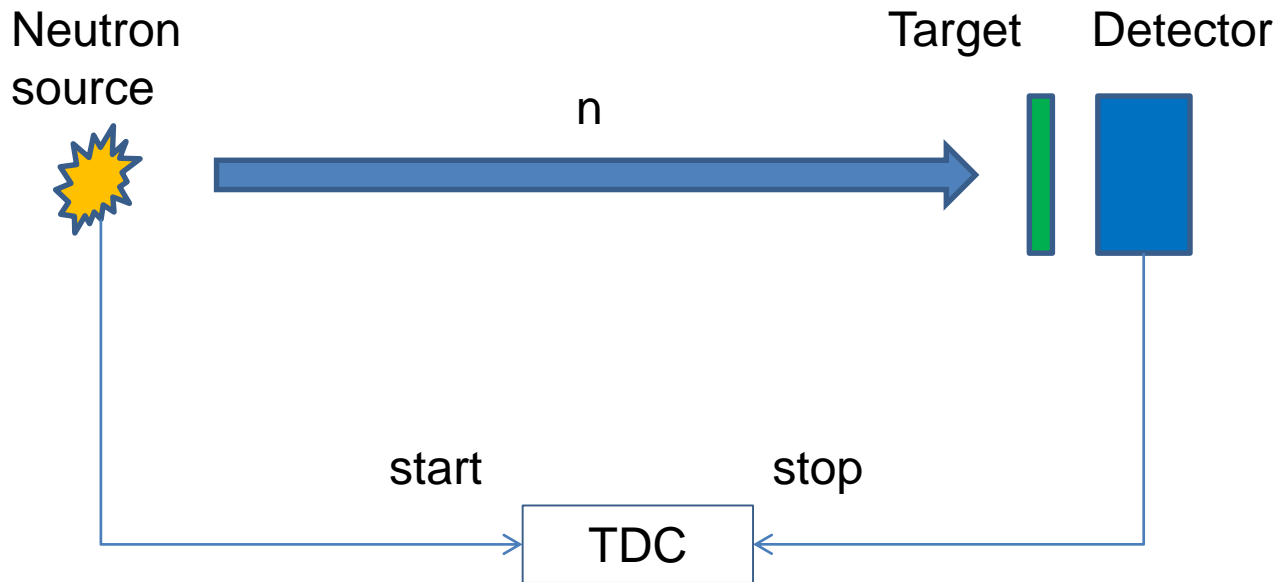 Neutron
source
Target
Detector
n
start
stop
TDC